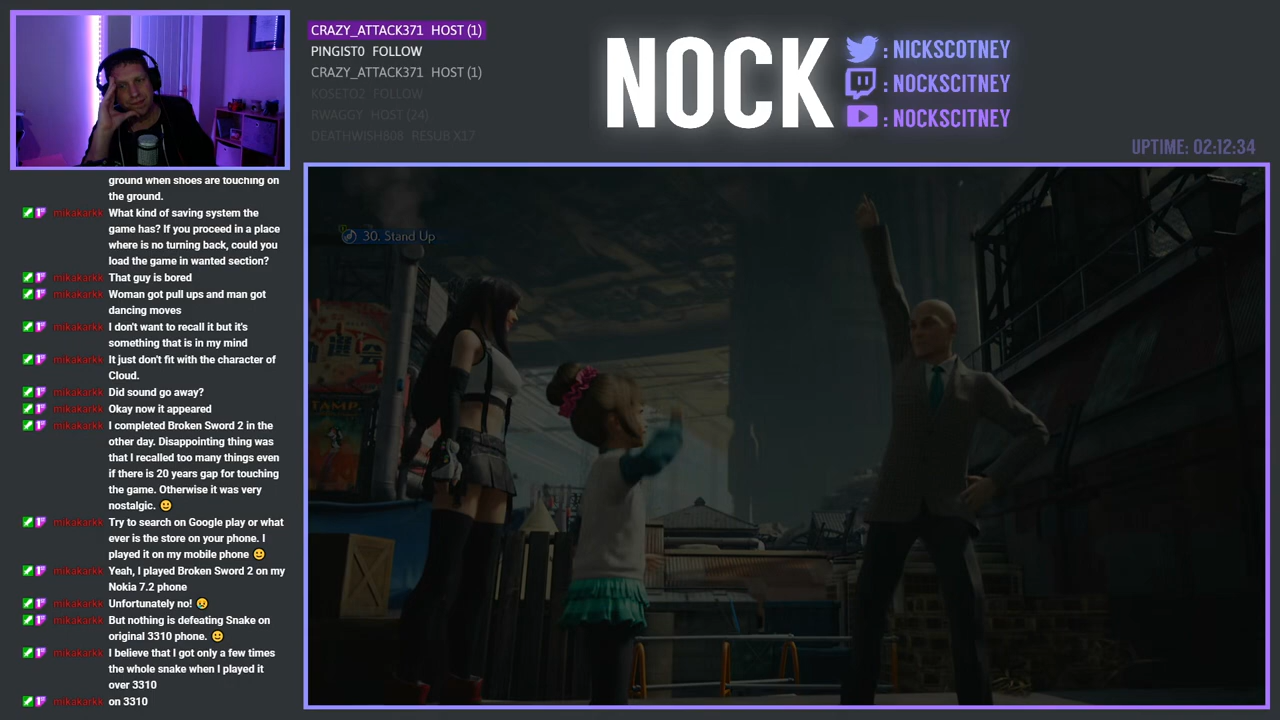 CRAZY_ATTACK371 HOST (1)
PINGIST0 FOLLOW
CRAZY_ATTACK371 HOST (1)
KOSETO2 FOLLOW
RWAGGY HOST (24)
DEATHWISH808 RESUB X17
NOCK
: NICKSCOTNEY
: NOCKSCITNEY
: NOCKSCITNEY
UPTIME: 02:12:34
ground when shoes are touching on
the ground.
mikakarkk What kind of saving system the
game has? If you proceed in a place
where is no turning back, could you
load the game in wanted section?
mikakarkk That guy is bored
mikakarkk Woman got pull ups and man got
dancing moves
mikakarkk I don't want to recall it but it's
something that is in my mind
mikakarkk It just don't fit with the character of
Cloud.
mikakarkk Did sound go away?
mikakarkk Okay now it appeared
mikakarkk I completed Broken Sword 2 in the
other day. Disappointing thing was
that I recalled too many things even
if there is 20 years gap for touching
the game. Otherwise it was very
nostalgic. 😀
mikakarkk Try to search on Google play or what
ever is the store on your phone. I
played it on my mobile phone 😀
mikakarkk Yeah, I played Broken Sword 2 on my
Nokia 7.2 phone
mikakarkk Unfortunately no! 😢
mikakarkk But nothing is defeating Snake on
original 3310 phone. 😀
mikakarkk I believe that I got only a few times
the whole snake when I played it
over 3310
mikakarkk on 3310
30. Stand Up
TAMP